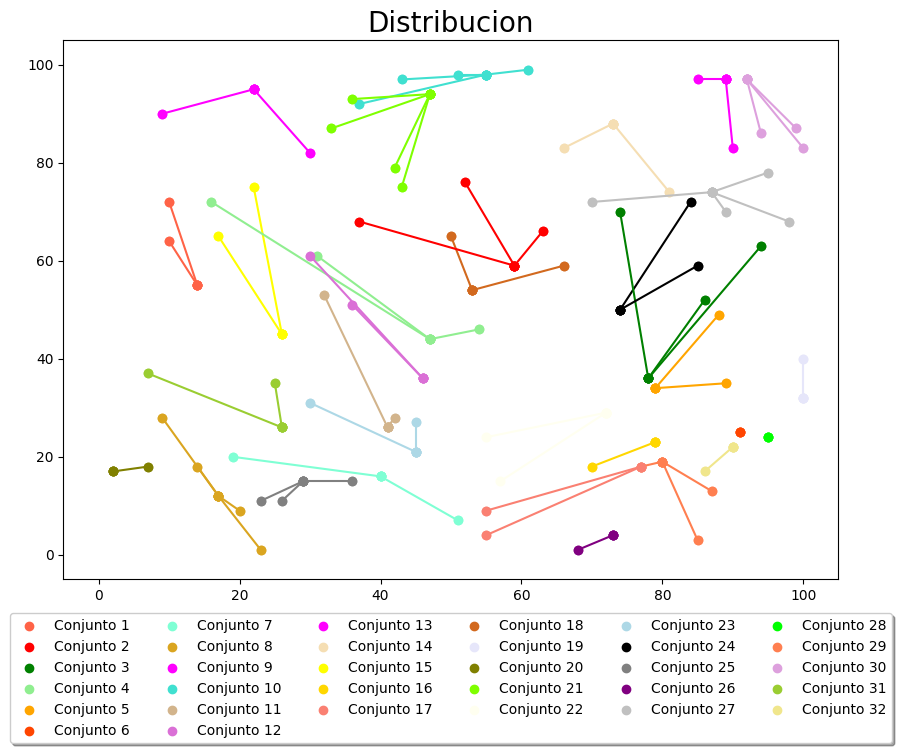 Distribucion
100
80
60
40
20
0
0 20 40 60 80 100
Conjunto 1 Conjunto 7 Conjunto 13 Conjunto 18 Conjunto 23 Conjunto 28
Conjunto 2 Conjunto 8 Conjunto 14 Conjunto 19 Conjunto 24 Conjunto 29
Conjunto 3 Conjunto 9 Conjunto 15 Conjunto 20 Conjunto 25 Conjunto 30
Conjunto 4 Conjunto 10 Conjunto 16 Conjunto 21 Conjunto 26 Conjunto 31
Conjunto 5 Conjunto 11 Conjunto 17 Conjunto 22 Conjunto 27 Conjunto 32
Conjunto 6 Conjunto 12